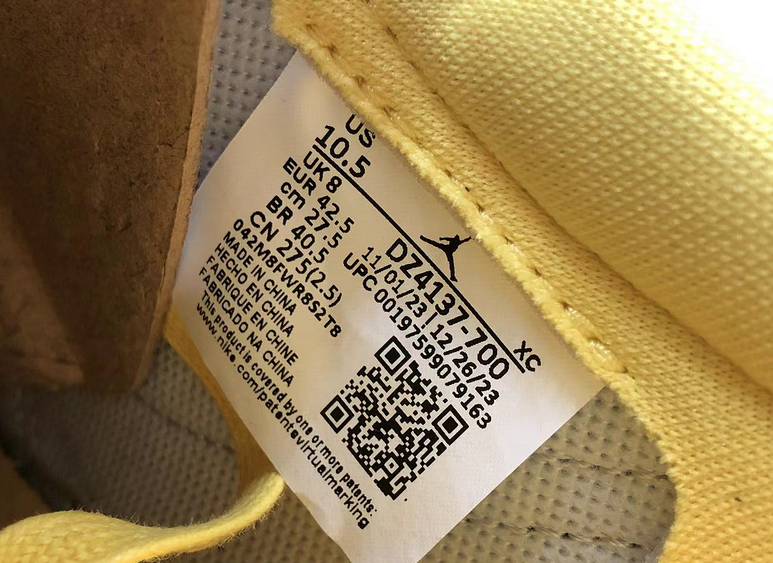 US
10.5
UK 8
EUR 42.5
cm 27.5
BR 40.5
CN 275(2.5)
042M8FWR8S2T8
MADE IN CHINA
HECHO EN CHINA
FABRIQUE EN CHINE
FABRICADO NA CHINA
This product is covered by one or more patents:
www.nike.com/patentsvirtualmarking
XC
DZ4137-700
11/01/23 | 12/26/23
UPC 00197599079163